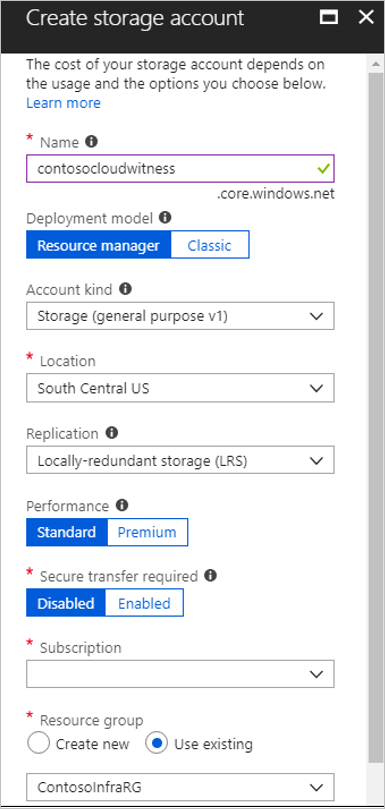 Create storage account
The cost of your storage account depends on
the usage and the options you choose below.
Learn more
* Name
contosocloudwitness
.core.windows.net
Deployment model
Resource manager Classic
Account kind
Storage (general purpose v1)
* Location
South Central US
Replication
Locally-redundant storage (LRS)
Performance
Standard Premium
* Secure transfer required
Disabled Enabled
* Subscription
* Resource group
Create new Use existing
ContosoInfraRG